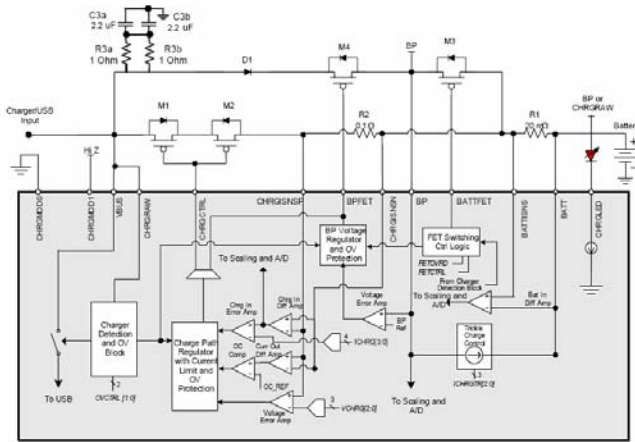 C3a
2.2 uF
C3b
2.2 uF
R3a
1 Ohm
R3b
1 Ohm
D1
M4
BP
M3
Charger/USB
Input
M1
M2
R2
0.1 Ω
R1
20 mΩ
BP or
CHRGRAW
Battery
+
Hi Z
CHRGMOD0
CHRGMOD1
VBUS
CHRGRAW
CHRGCTRL
CHRGISNSP
BPFET
CHRGISNSN
BP
BATTFET
BATTISNS
BATT
CHRGLED
BP Voltage
Regulator
and OV
Protection
FET Switching
Ctrl Logic
FETOVRD
FETCTRL
From Charger
Detection Block
To Scaling and A/D
To Scaling and
A/D
Bat In
Diff Amp
Voltage
Error Amp
BP
Ref
Chrg In
Error Amp
Chrg In
Diff Amp
Charger
Detection
and OV
Block
Charge Path
Regulator
with Current
Limit and OV
Protection
OC
Comp
Curr Out
Diff Amp
4
ICHRG[3:0]
OC_REF
Trickle
Charge
Control
3
ICHRGTR[2:0]
2
OVCTRL [1:0]
To USB
Voltage
Error Amp
3
VCHRG[2:0]
To Scaling and
A/D